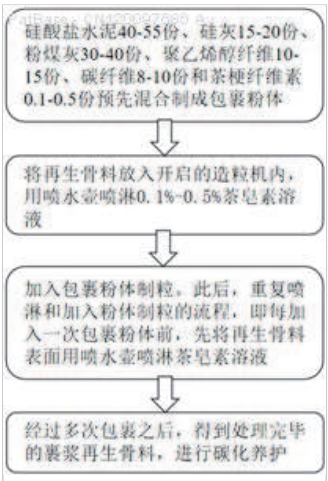 硅酸盐水泥40-55份、硅灰15-20份、
粉煤灰30-40份、聚乙烯醇纤维10-
15份、碳纤维8-10份和茶梗纤维素
0.1-0.5份预先混合制成包裹粉体
将再生骨料放入开启的造粒机内，
用喷水壶喷淋0.1%-0.5%茶皂素溶
液
加入包裹粉体制粒，此后，重复喷
淋和加入粉体制粒的流程，即每加
入一次包裹粉体前，先将再生骨料
表面用喷水壶喷淋茶皂素溶液
经过多次包裹之后，得到处理完毕
的裹浆再生骨料，进行碳化养护